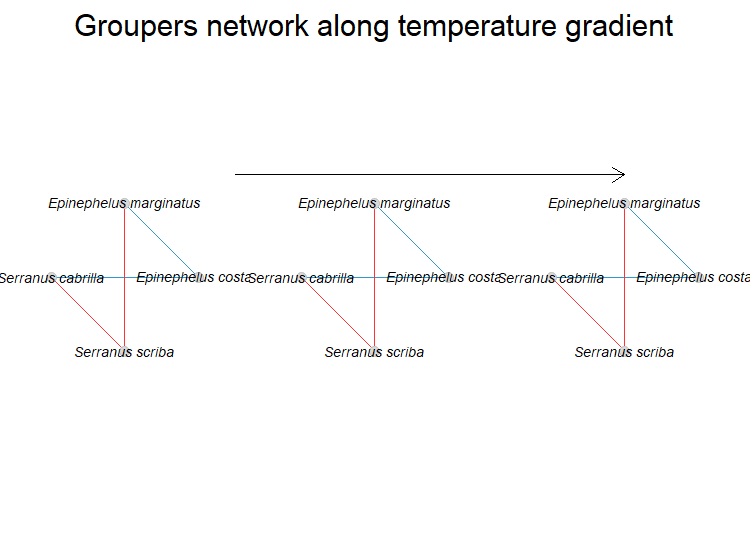 Groupers network along temperature gradient
Epinephelus marginatus Epinephelus marginatus Epinephelus marginatus
Serranus cabrilla Epinephelus costa Serranus cabrilla Epinephelus costa Serranus cabrilla Epinephelus costa
Serranus scriba Serranus scriba Serranus scriba